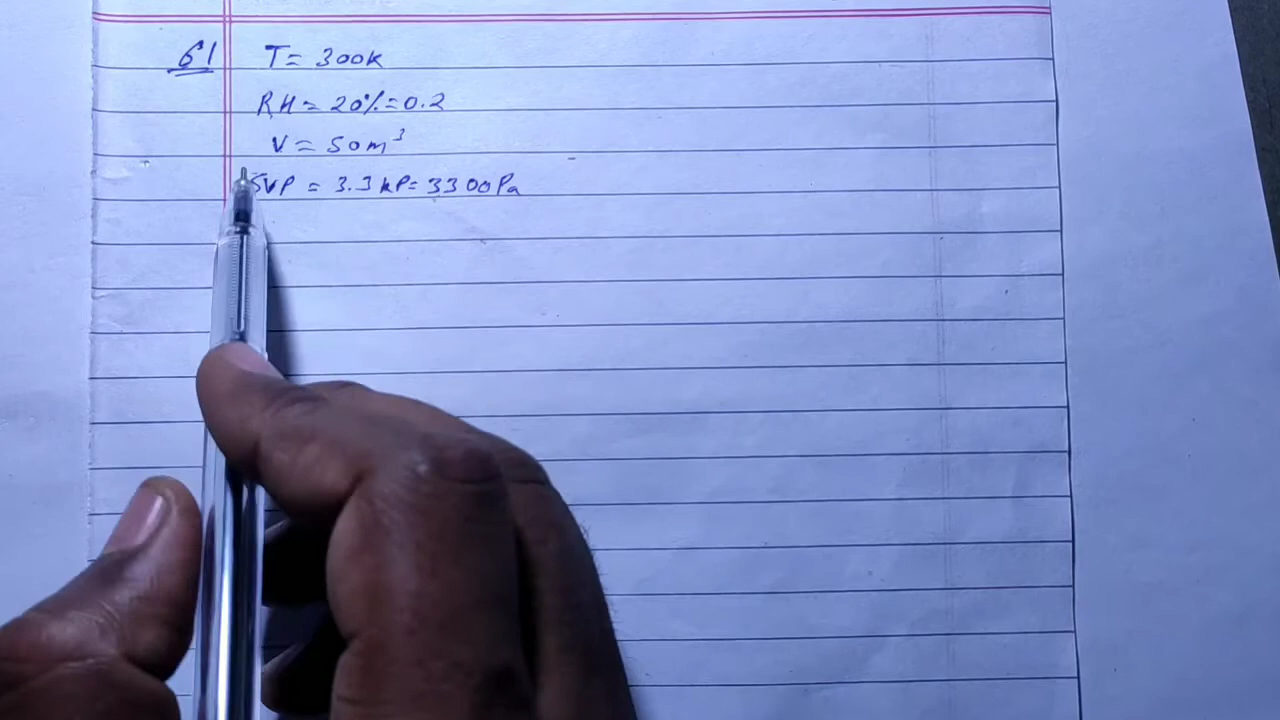 61
T = 300K
RH = 20% = 0.2
V = 50m³
SVP = 3.3 kP = 3300 Pa